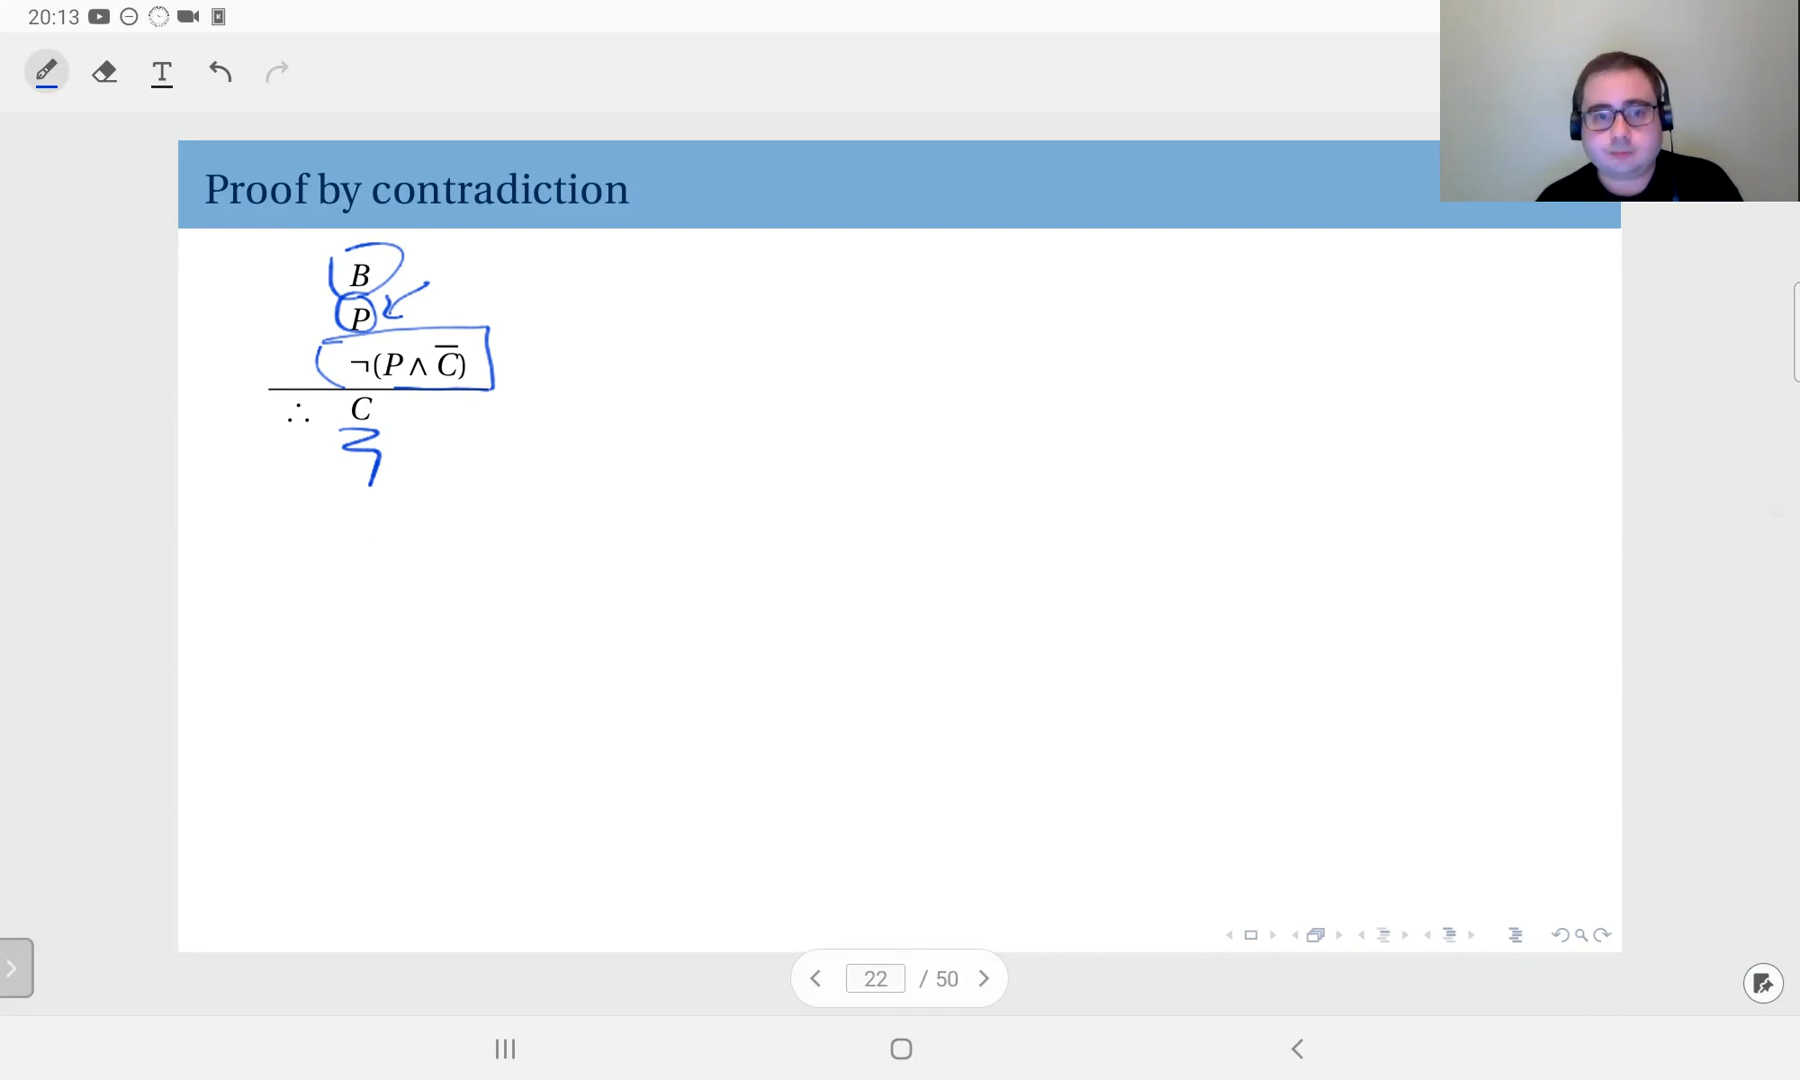 20:13
T
Proof by contradiction
B
P
¬(P ∧ C̅)
∴ C
22 / 50